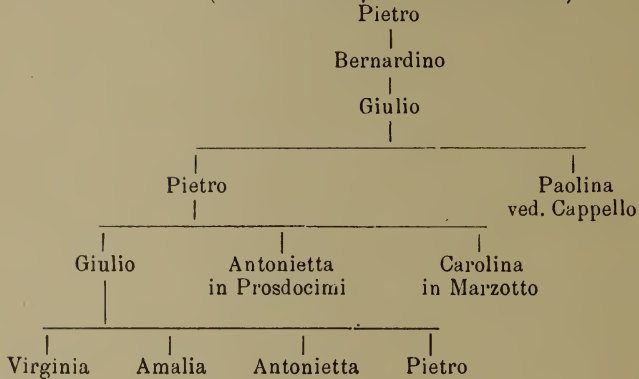 Pietro
Bernardino
Giulio
Pietro Paolina
ved. Cappello
Giulio Antonietta Carolina
in Prosdocimi in Marzotto
Virginia Amalia Antonietta Pietro